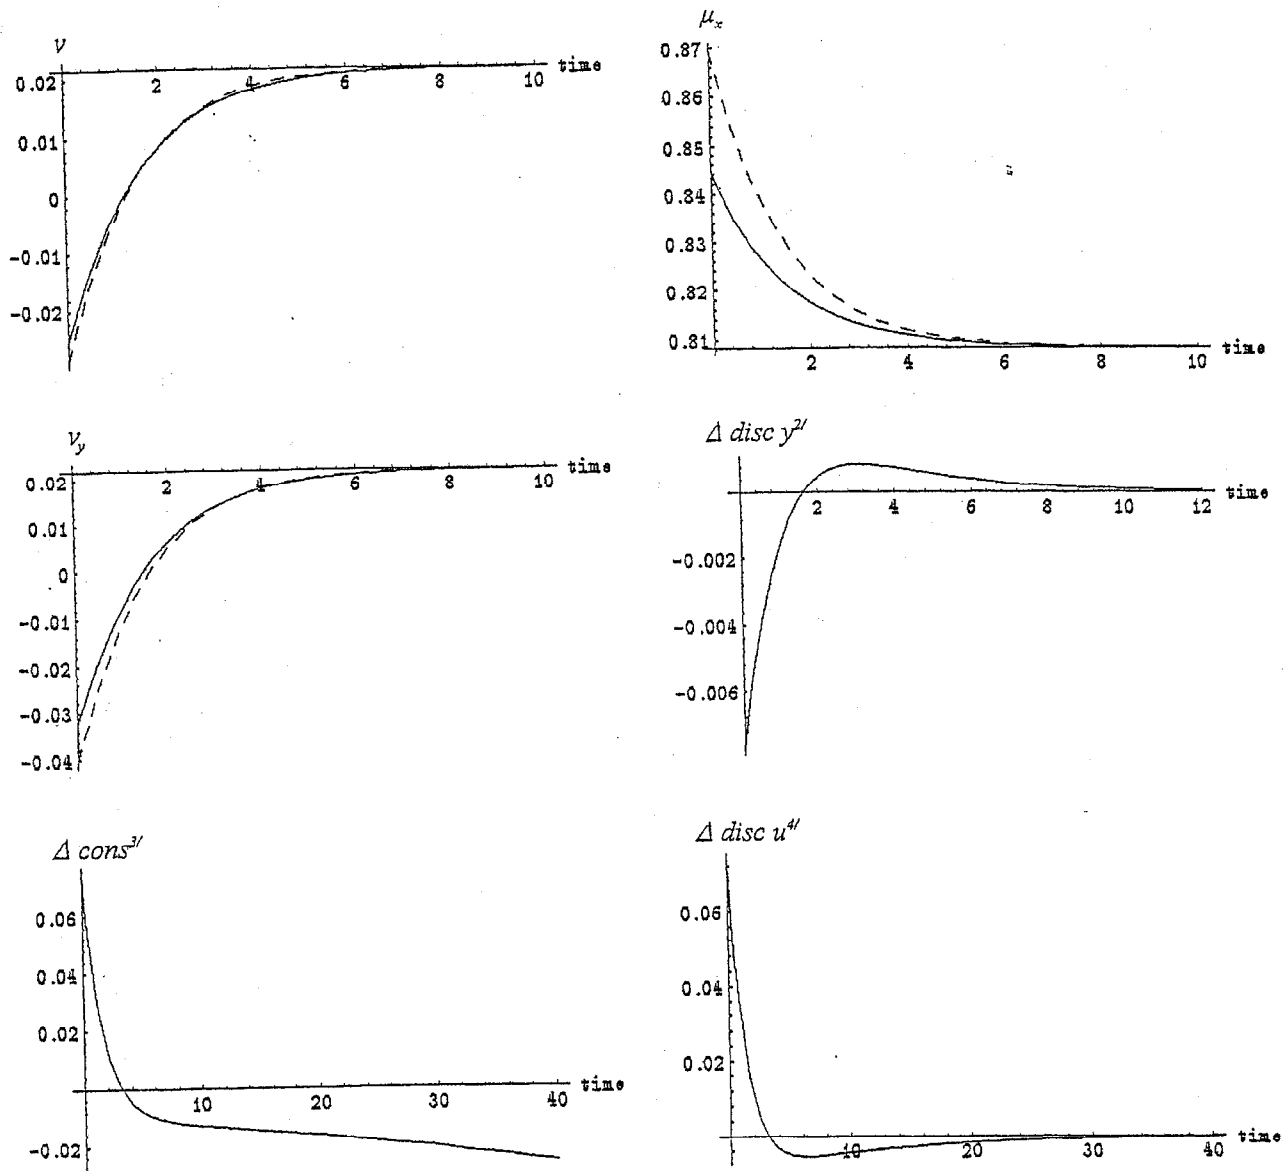 ν
0.02
0.01
0
-0.01
-0.02
2 4 6 8 10 time
μx
0.87
0.86
0.85
0.84
0.83
0.82
0.81
2 4 6 8 10 time
νy
0.02
0.01
0
-0.01
-0.02
-0.03
-0.04
2 4 6 8 10 time
Δ disc y²/
2 4 6 8 10 12 time
-0.002
-0.004
-0.006
Δ cons³/
0.06
0.04
0.02
10 20 30 40 time
-0.02
Δ disc u⁴/
0.06
0.04
0.02
10 20 30 40 time